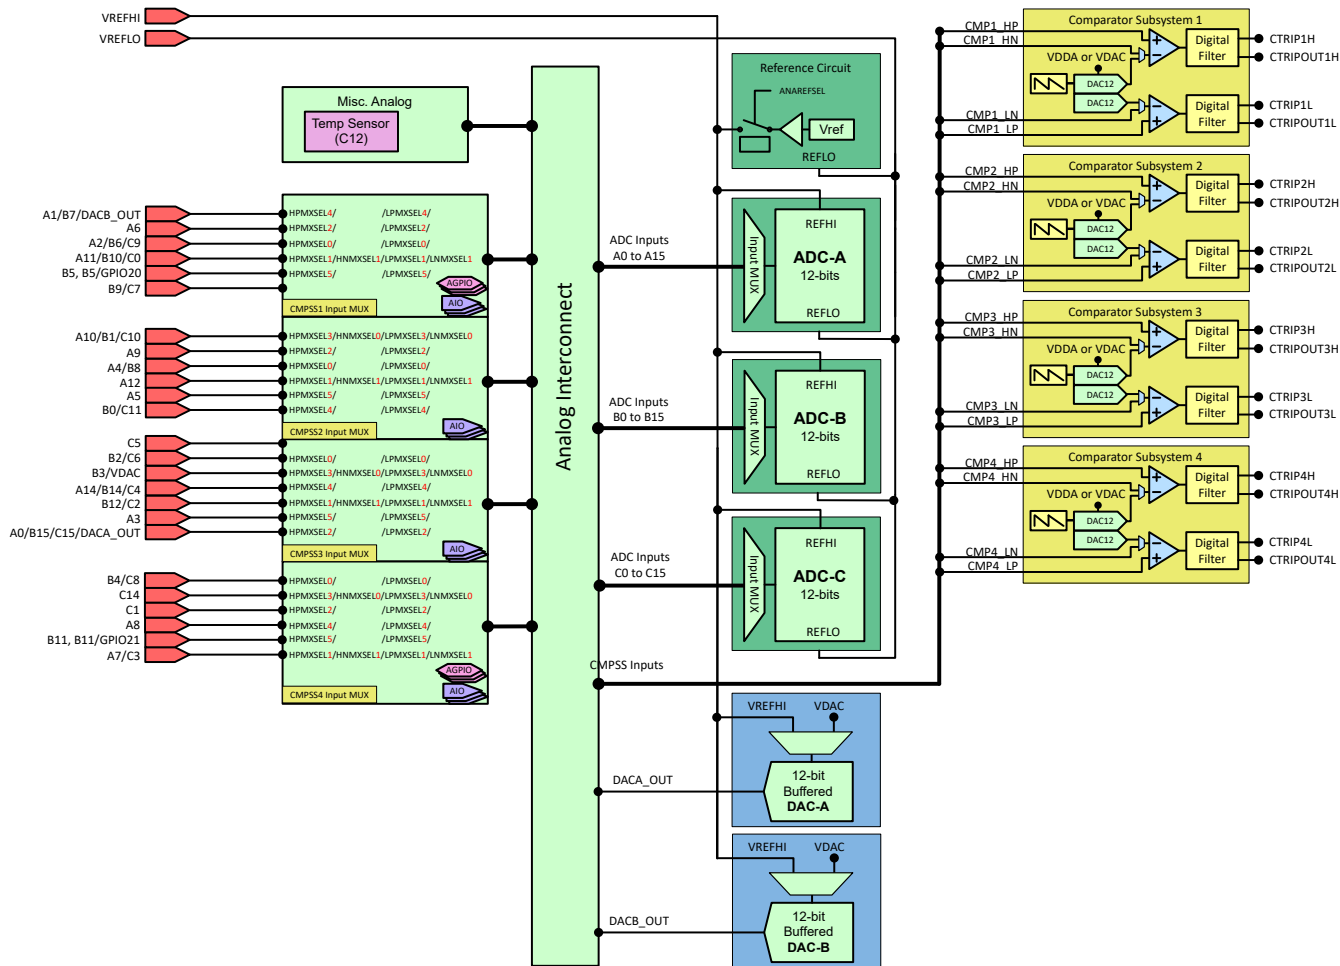 VREFHI
VREFLO
Misc. Analog
Temp Sensor
(C12)
A1/B7/DACB_OUT
A6
A2/B6/C9
A11/B10/C0
B5, B5/GPIO20
B9/C7
HPMXSEL4/ /LPMXSEL4/
HPMXSEL2/ /LPMXSEL2/
HPMXSEL0/ /LPMXSEL0/
HPMXSEL1/HNMXSEL1/LPMXSEL1/LNMXSEL1
HPMXSEL5/ /LPMXSEL5/
AGPIO
AIO
CMPSS1 Input MUX
A10/B1/C10
A9
A4/B8
A12
A5
B0/C11
HPMXSEL3/HNMXSEL0/LPMXSEL3/LNMXSEL0
HPMXSEL2/ /LPMXSEL2/
HPMXSEL0/ /LPMXSEL0/
HPMXSEL1/HNMXSEL1/LPMXSEL1/LNMXSEL1
HPMXSEL5/ /LPMXSEL5/
HPMXSEL4/ /LPMXSEL4/
AIO
CMPSS2 Input MUX
C5
B2/C6
B3/VDAC
A14/B14/C4
B12/C2
A3
A0/B15/C15/DACA_OUT
HPMXSEL0/ /LPMXSEL0/
HPMXSEL3/HNMXSEL0/LPMXSEL3/LNMXSEL0
HPMXSEL4/ /LPMXSEL4/
HPMXSEL1/HNMXSEL1/LPMXSEL1/LNMXSEL1
HPMXSEL5/ /LPMXSEL5/
HPMXSEL2/ /LPMXSEL2/
AIO
CMPSS3 Input MUX
B4/C8
C14
C1
A8
B11, B11/GPIO21
A7/C3
HPMXSEL0/ /LPMXSEL0/
HPMXSEL3/HNMXSEL0/LPMXSEL3/LNMXSEL0
HPMXSEL2/ /LPMXSEL2/
HPMXSEL4/ /LPMXSEL4/
HPMXSEL5/ /LPMXSEL5/
HPMXSEL1/HNMXSEL1/LPMXSEL1/LNMXSEL1
AGPIO
AIO
CMPSS4 Input MUX
Analog Interconnect
Reference Circuit
ANAREFSEL
Vref
REFLO
ADC Inputs
A0 to A15
Input MUX
REFHI
ADC-A
12-bits
REFLO
ADC Inputs
B0 to B15
Input MUX
REFHI
ADC-B
12-bits
REFLO
ADC Inputs
C0 to C15
Input MUX
REFHI
ADC-C
12-bits
REFLO
CMPSS Inputs
VREFHI VDAC
DACA_OUT
12-bit
Buffered
DAC-A
VREFHI VDAC
DACB_OUT
12-bit
Buffered
DAC-B
Comparator Subsystem 1
CMP1_HP
CMP1_HN
VDDA or VDAC
DAC12
DAC12
CMP1_LN
CMP1_LP
Digital
Filter
Digital
Filter
CTRIP1H
CTRIPOUT1H
CTRIP1L
CTRIPOUT1L
Comparator Subsystem 2
CMP2_HP
CMP2_HN
VDDA or VDAC
DAC12
DAC12
CMP2_LN
CMP2_LP
Digital
Filter
Digital
Filter
CTRIP2H
CTRIPOUT2H
CTRIP2L
CTRIPOUT2L
Comparator Subsystem 3
CMP3_HP
CMP3_HN
VDDA or VDAC
DAC12
DAC12
CMP3_LN
CMP3_LP
Digital
Filter
Digital
Filter
CTRIP3H
CTRIPOUT3H
CTRIP3L
CTRIPOUT3L
Comparator Subsystem 4
CMP4_HP
CMP4_HN
VDDA or VDAC
DAC12
DAC12
CMP4_LN
CMP4_LP
Digital
Filter
Digital
Filter
CTRIP4H
CTRIPOUT4H
CTRIP4L
CTRIPOUT4L